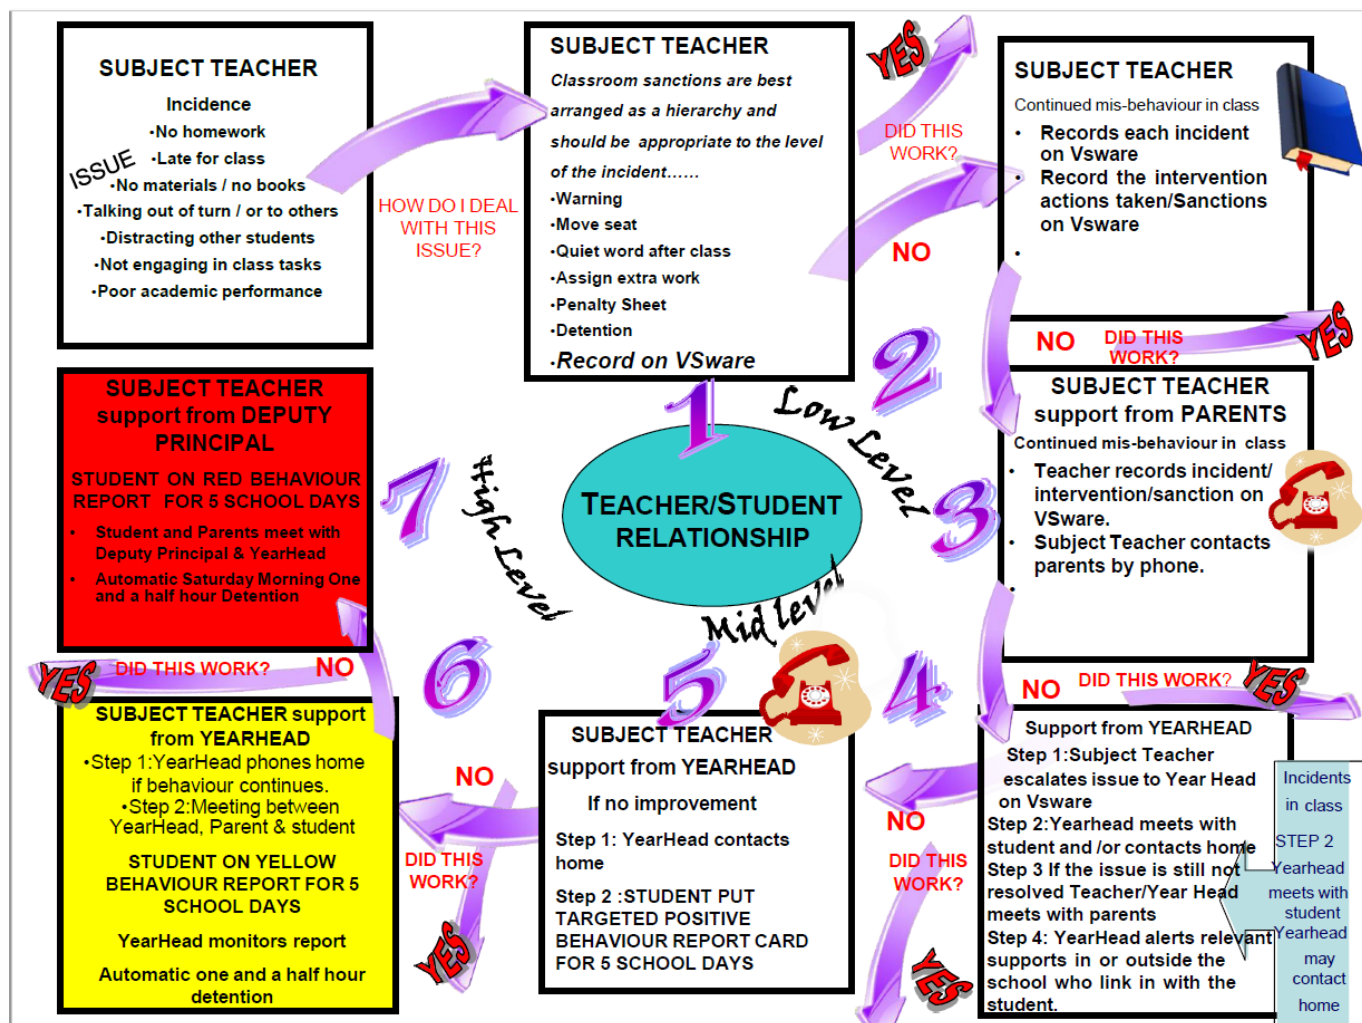 SUBJECT TEACHER
Incidence
•No homework
ISSUE
•Late for class
•No materials / no books
•Talking out of turn / or to others
•Distracting other students
•Not engaging in class tasks
•Poor academic performance
HOW DO I DEAL
WITH THIS
ISSUE?
SUBJECT TEACHER
Classroom sanctions are best
arranged as a hierarchy and
should be appropriate to the level
of the incident……
•Warning
•Move seat
•Quiet word after class
•Assign extra work
•Penalty Sheet
•Detention
•Record on VSware
YES
DID THIS
WORK?
NO
SUBJECT TEACHER
Continued mis-behaviour in class
• Records each incident
on Vsware
• Record the intervention
actions taken/Sanctions
on Vsware
•
NO
DID THIS
WORK?
YES
SUBJECT TEACHER
support from PARENTS
Continued mis-behaviour in class
• Teacher records incident/
intervention/sanction on
VSware.
• Subject Teacher contacts
parents by phone.
•
NO
DID THIS WORK?
YES
Support from YEARHEAD
Step 1:Subject Teacher
escalates issue to Year Head
on Vsware
Step 2:Yearhead meets with
student and /or contacts home
Step 3 If the issue is still not
resolved Teacher/Year Head
meets with parents
Step 4: YearHead alerts relevant
supports in or outside the
school who link in with the
student.
Incidents
in class
STEP 2
Yearhead
meets with
student
Yearhead
may
contact
home
NO
DID THIS
WORK?
YES
SUBJECT TEACHER
support from YEARHEAD
If no improvement
Step 1: YearHead contacts
home
Step 2 :STUDENT PUT
TARGETED POSITIVE
BEHAVIOUR REPORT CARD
FOR 5 SCHOOL DAYS
NO
DID THIS
WORK?
YES
SUBJECT TEACHER support
from YEARHEAD
•Step 1:YearHead phones home
if behaviour continues.
•Step 2:Meeting between
YearHead, Parent & student
STUDENT ON YELLOW
BEHAVIOUR REPORT FOR 5
SCHOOL DAYS
YearHead monitors report
Automatic one and a half hour
detention
YES
DID THIS WORK?
NO
SUBJECT TEACHER
support from DEPUTY
PRINCIPAL
STUDENT ON RED BEHAVIOUR
REPORT FOR 5 SCHOOL DAYS
• Student and Parents meet with
Deputy Principal & YearHead
• Automatic Saturday Morning One
and a half hour Detention
TEACHER/STUDENT
RELATIONSHIP
1
2
Low Level
3
4
Mid level
5
6
High Level
7